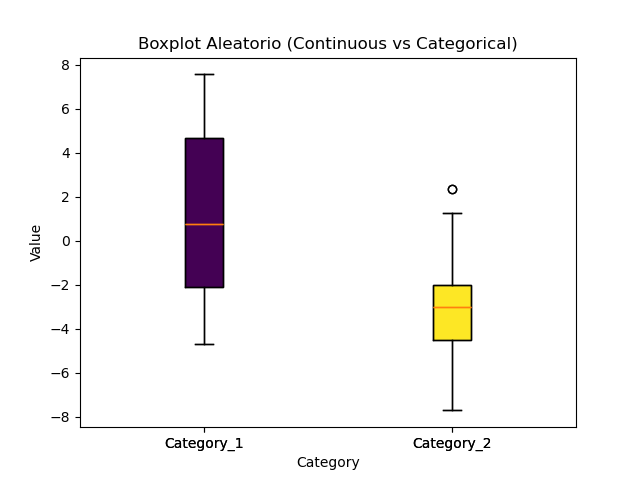 Boxplot Aleatorio (Continuous vs Categorical)
8
6
4
2
0
−2
−4
−6
−8
Value
Category_1
Category_2
Category